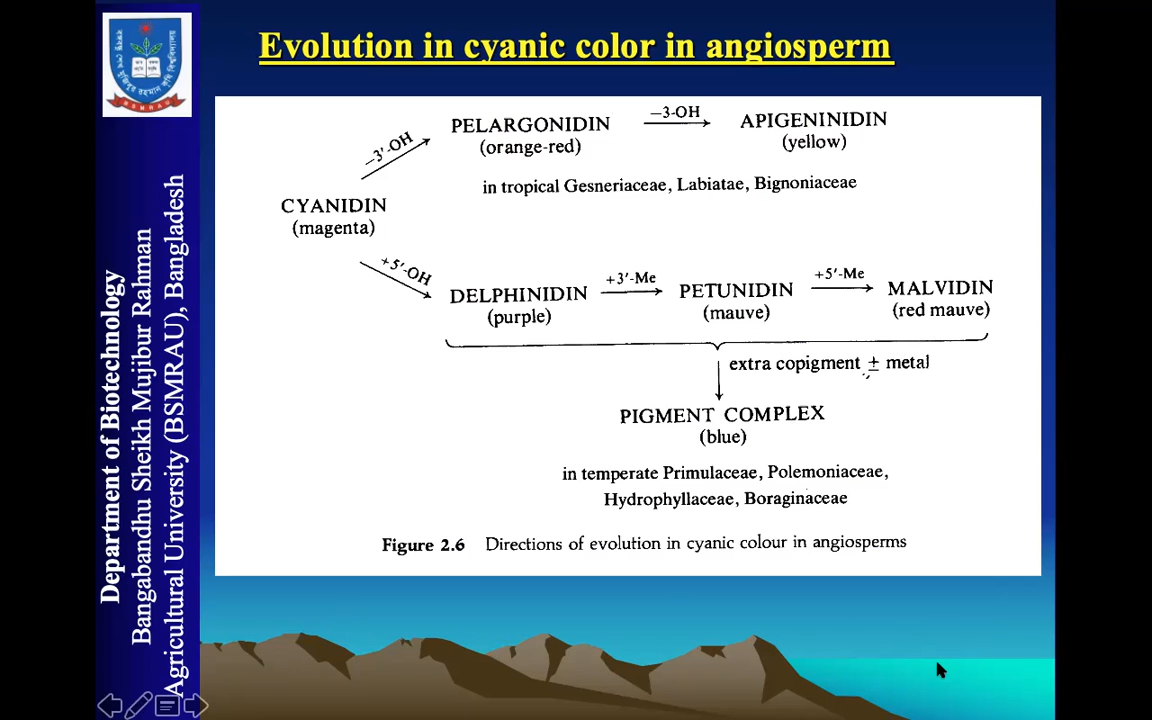 Evolution in cyanic color in angiosperm
Department of Biotechnology
Bangabandhu Sheikh Mujibur Rahman
Agricultural University (BSMRAU), Bangladesh
BSMRAU
−3′-OH
PELARGONIDIN
(orange-red)
−3-OH
APIGENINIDIN
(yellow)
in tropical Gesneriaceae, Labiatae, Bignoniaceae
CYANIDIN
(magenta)
+5′-OH
DELPHINIDIN
(purple)
+3′-Me
PETUNIDIN
(mauve)
+5′-Me
MALVIDIN
(red mauve)
extra copigment ± metal
PIGMENT COMPLEX
(blue)
in temperate Primulaceae, Polemoniaceae,
Hydrophyllaceae, Boraginaceae
Figure 2.6 Directions of evolution in cyanic colour in angiosperms